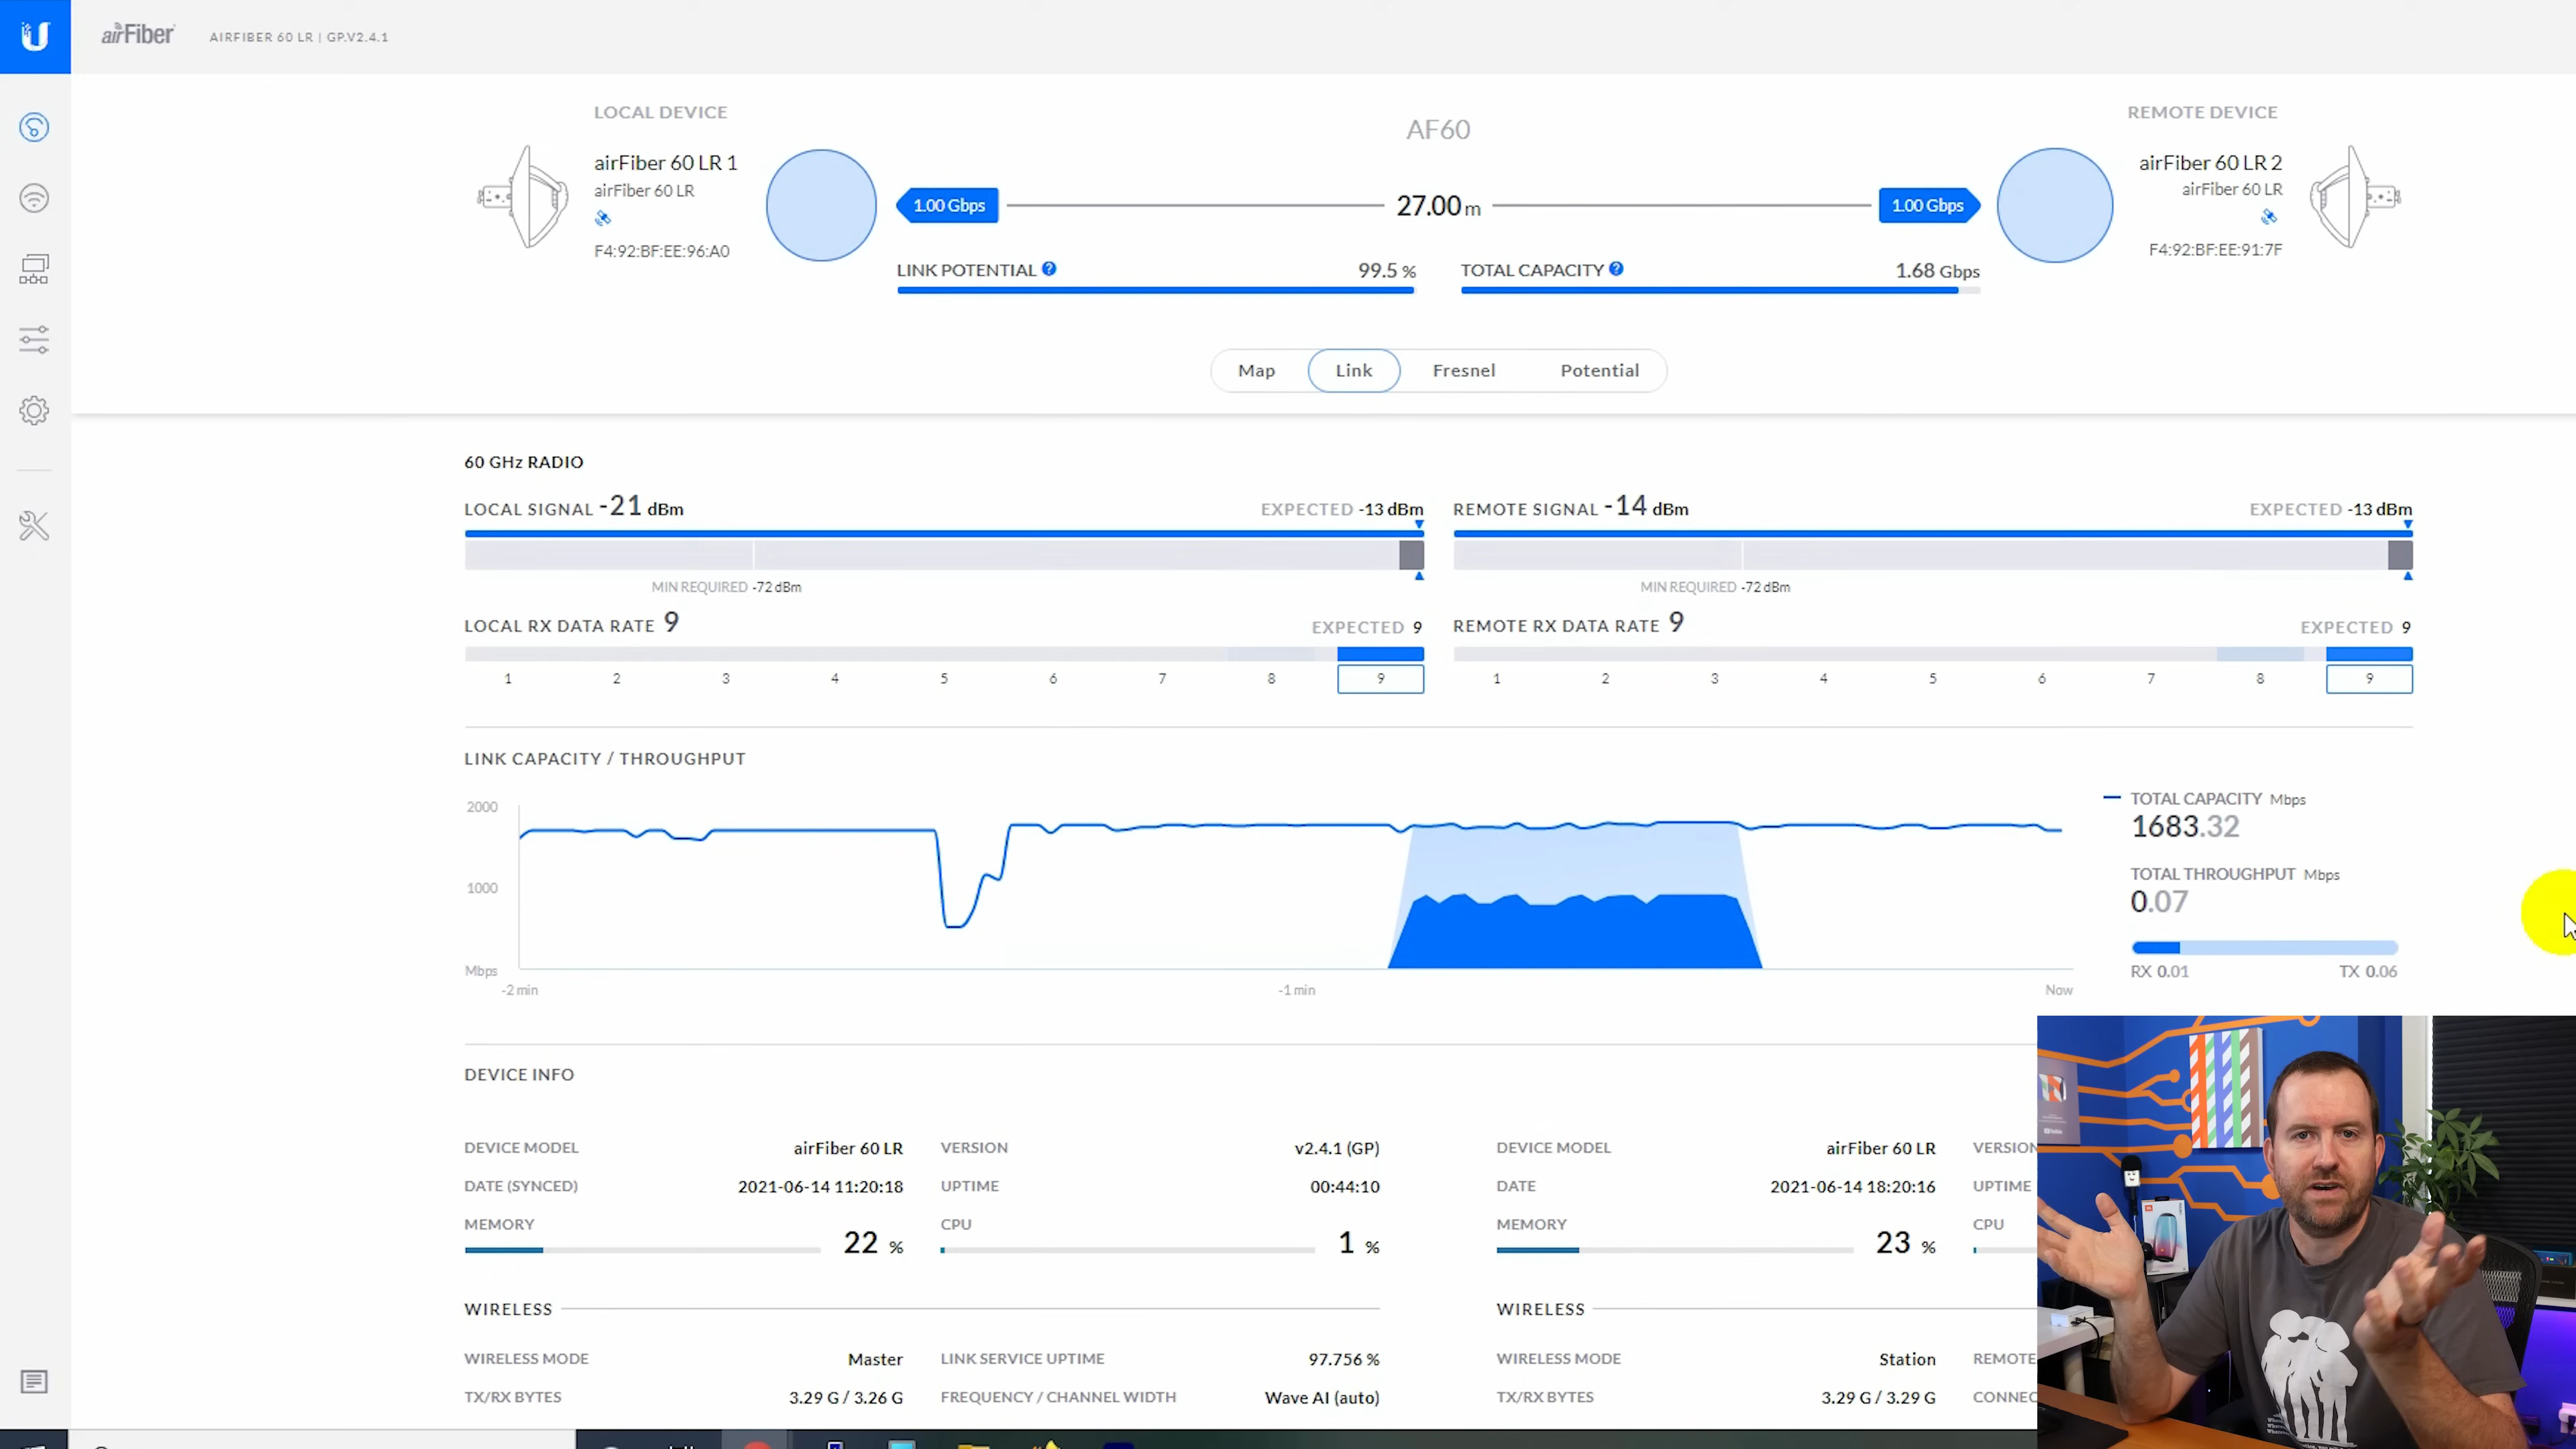 airFiber AIRFIBER 60 LR | GP.V2.4.1
LOCAL DEVICE
airFiber 60 LR 1
airFiber 60 LR
F4:92:BF:EE:96:A0
AF60
1.00 Gbps 27.00 m 1.00 Gbps
LINK POTENTIAL ? 99.5 % TOTAL CAPACITY ? 1.68 Gbps
REMOTE DEVICE
airFiber 60 LR 2
airFiber 60 LR
F4:92:BF:EE:91:7F
Map Link Fresnel Potential
60 GHz RADIO
LOCAL SIGNAL -21 dBm EXPECTED -13 dBm
MIN REQUIRED -72 dBm
LOCAL RX DATA RATE 9 EXPECTED 9
1 2 3 4 5 6 7 8 9
REMOTE SIGNAL -14 dBm EXPECTED -13 dBm
MIN REQUIRED -72 dBm
REMOTE RX DATA RATE 9 EXPECTED 9
1 2 3 4 5 6 7 8 9
LINK CAPACITY / THROUGHPUT
2000
1000
Mbps
-2 min -1 min Now
TOTAL CAPACITY Mbps
1683.32
TOTAL THROUGHPUT Mbps
0.07
RX 0.01 TX 0.06
DEVICE INFO
DEVICE MODEL airFiber 60 LR VERSION v2.4.1 (GP)
DATE (SYNCED) 2021-06-14 11:20:18 UPTIME 00:44:10
MEMORY 22 % CPU 1 %
WIRELESS
WIRELESS MODE Master LINK SERVICE UPTIME 97.756 %
TX/RX BYTES 3.29 G / 3.26 G FREQUENCY / CHANNEL WIDTH Wave AI (auto)
DEVICE MODEL airFiber 60 LR VERSION
DATE 2021-06-14 18:20:16 UPTIME
MEMORY 23 % CPU
WIRELESS
WIRELESS MODE Station REMOTE
TX/RX BYTES 3.29 G / 3.29 G CONNEC
JBL